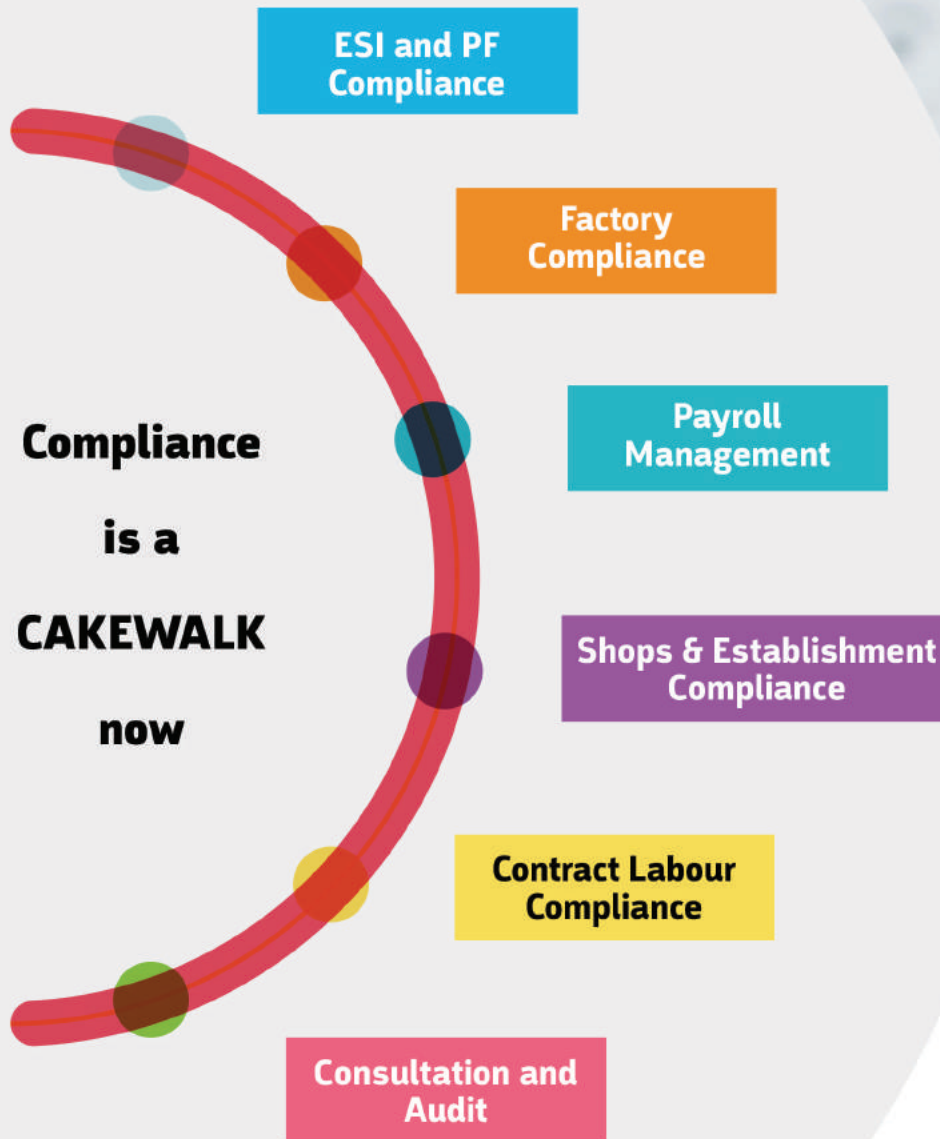 ESI and PF
Compliance
Factory
Compliance
Payroll
Management
Compliance
is a
CAKEWALK
now
Shops & Establishment
Compliance
Contract Labour
Compliance
Consultation and
Audit